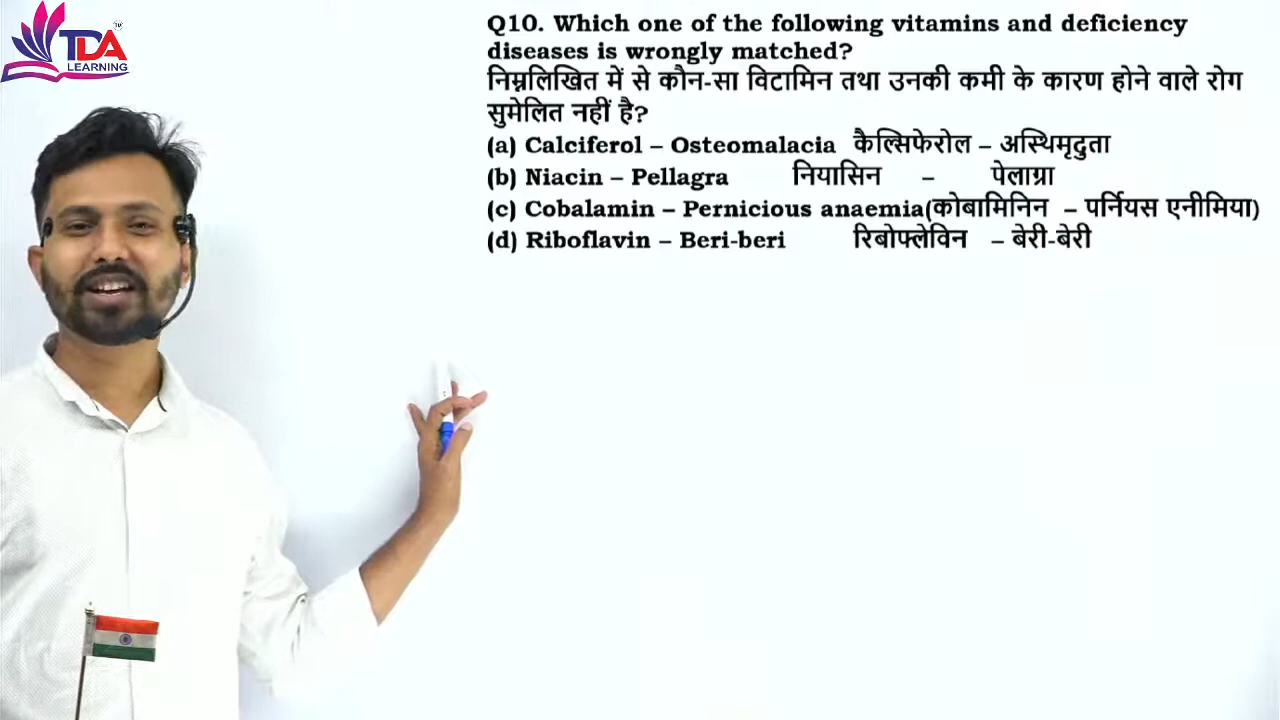 TDA
LEARNING
Q10. Which one of the following vitamins and deficiency
diseases is wrongly matched?
निम्नलिखित में से कौन-सा विटामिन तथा उनकी कमी के कारण होने वाले रोग
सुमेलित नहीं है?
(a) Calciferol – Osteomalacia कैल्सिफेरोल – अस्थिमृदुता
(b) Niacin – Pellagra नियासिन – पेलाग्रा
(c) Cobalamin – Pernicious anaemia(कोबामिनिन – पर्नियस एनीमिया)
(d) Riboflavin – Beri-beri रिबोफ्लेविन – बेरी-बेरी